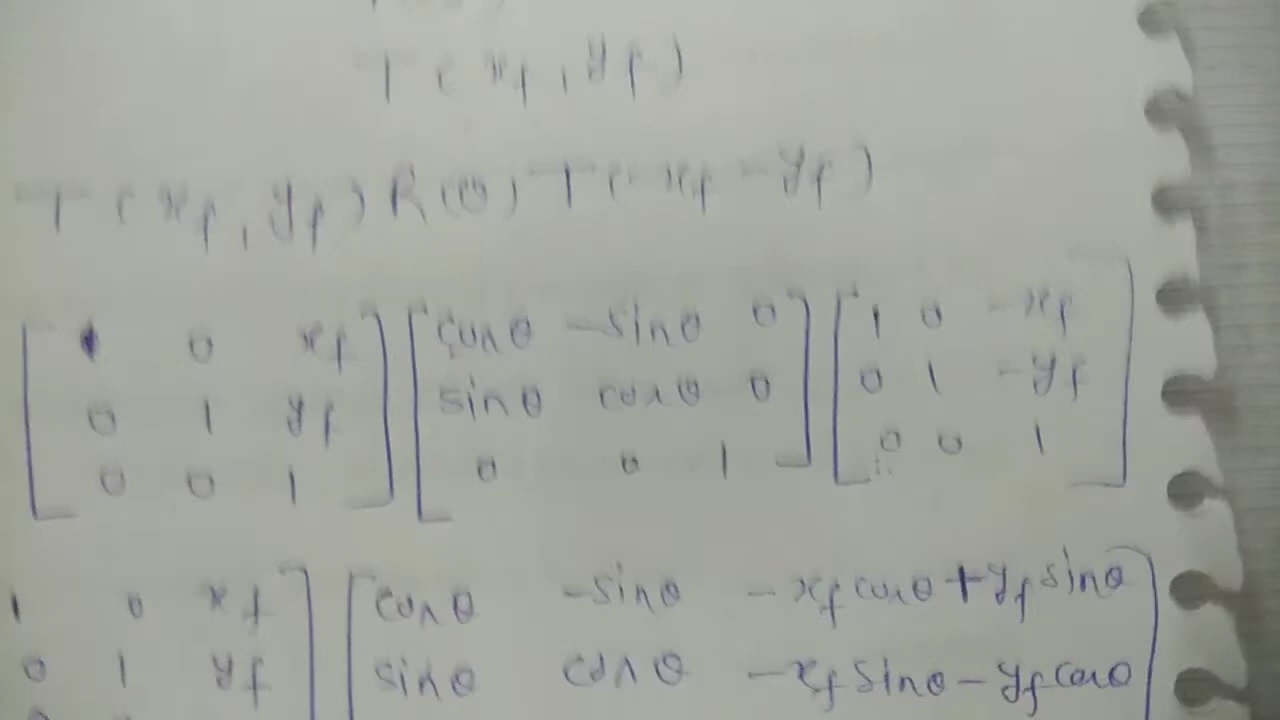 T(xf, yf)
T(xf, yf) R(θ) T(-xf -yf)
[1 0 xf] [cosθ -sinθ 0] [1 0 -xf]
[0 1 yf] [sinθ cosθ 0] [0 1 -yf]
[0 0 1] [0 0 1] [0 0 1]
1 0 xf] [cosθ -sinθ -xf cosθ + yf sinθ]
0 1 yf] [sinθ cosθ -xf sinθ - yf cosθ]